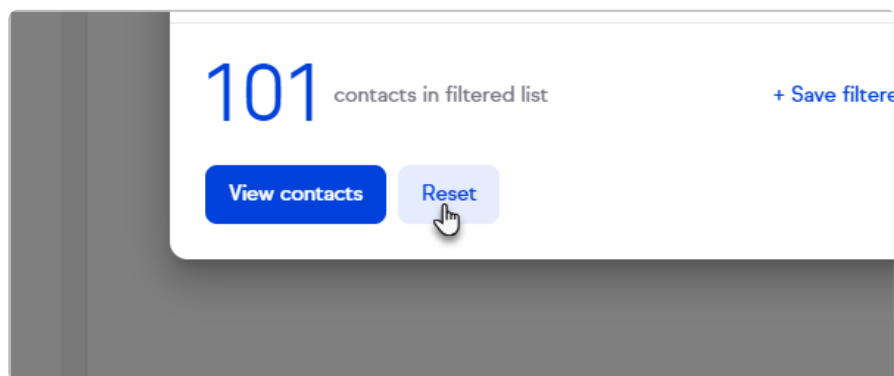 101 contacts in filtered list + Save filtere
View contacts Reset